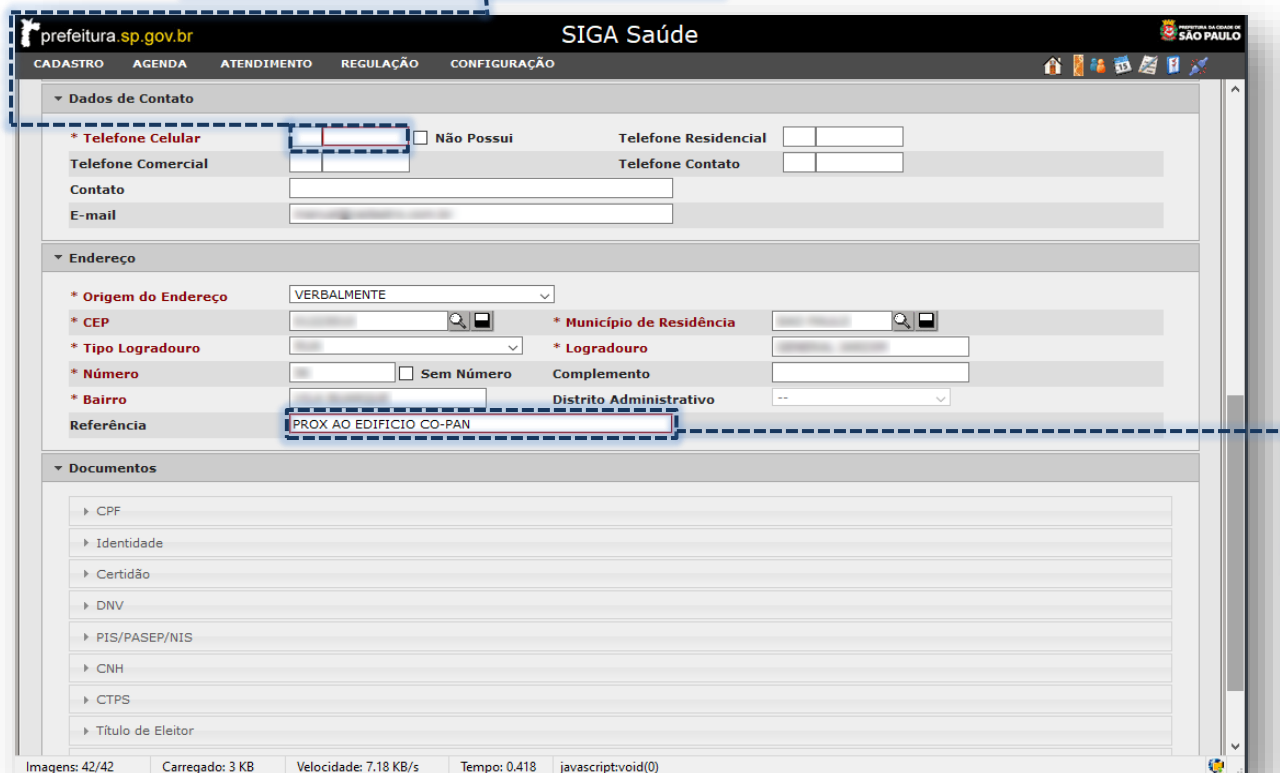 prefeitura.sp.gov.br SIGA Saúde PREFEITURA DA CIDADE DE SÃO PAULO
CADASTRO AGENDA ATENDIMENTO REGULAÇÃO CONFIGURAÇÃO 15
Dados de Contato
* Telefone Celular Não Possui Telefone Residencial
Telefone Comercial Telefone Contato
Contato
E-mail
Endereço
* Origem do Endereço VERBALMENTE
* CEP * Município de Residência
* Tipo Logradouro * Logradouro
* Número Sem Número Complemento
* Bairro Distrito Administrativo --
Referência PROX AO EDIFICIO CO-PAN
Documentos
CPF
Identidade
Certidão
DNV
PIS/PASEP/NIS
CNH
CTPS
Título de Eleitor
Imagens: 42/42 Carregado: 3 KB Velocidade: 7.18 KB/s Tempo: 0.418 javascript:void(0)